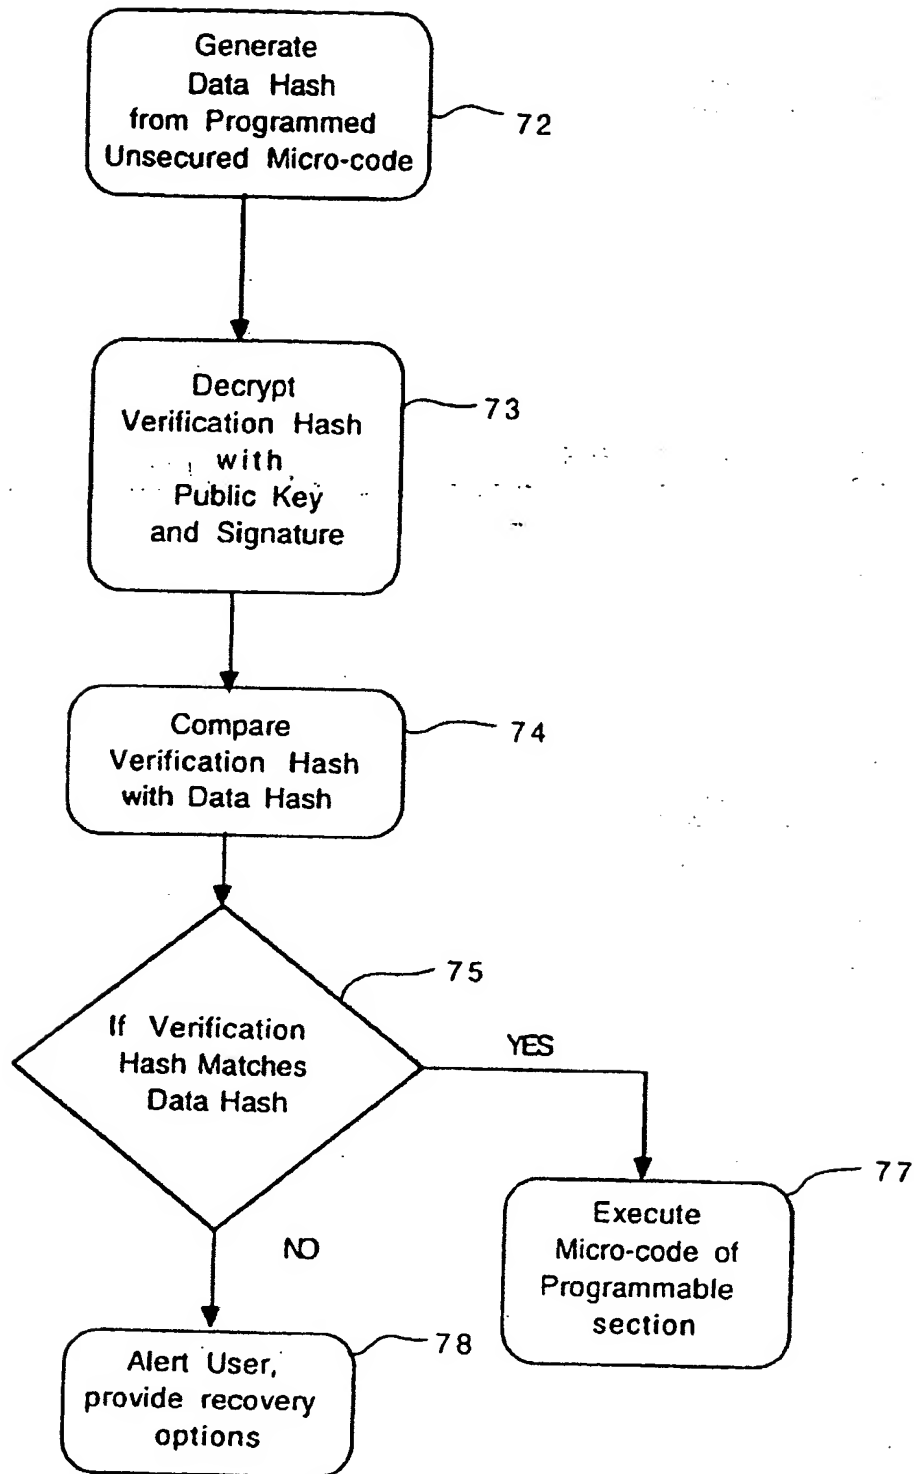 Generate
Data Hash
from Programmed
Unsecured Micro-code
72
Decrypt
Verification Hash
with
Public Key
and Signature
73
Compare
Verification Hash
with Data Hash
74
If Verification
Hash Matches
Data Hash
75
YES
NO
Execute
Micro-code of
Programmable
section
77
Alert User,
provide recovery
options
78